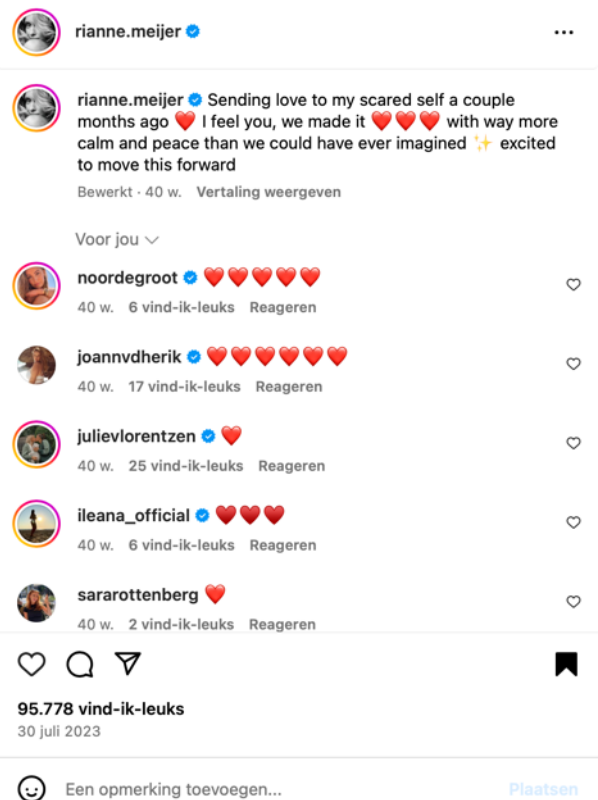 rianne.meijer
rianne.meijer Sending love to my scared self a couple
months ago ❤️ I feel you, we made it ❤️❤️❤️ with way more
calm and peace than we could have ever imagined ✨ excited
to move this forward
Bewerkt · 40 w. Vertaling weergeven
Voor jou
noordegroot ❤️❤️❤️❤️❤️
40 w. 6 vind-ik-leuks Reageren
joannvdherik ❤️❤️❤️❤️❤️❤️
40 w. 17 vind-ik-leuks Reageren
julievlorentzen ❤️
40 w. 25 vind-ik-leuks Reageren
ileana_official ♥️♥️♥️
40 w. 6 vind-ik-leuks Reageren
sararottenberg ❤️
40 w. 2 vind-ik-leuks Reageren
95.778 vind-ik-leuks
30 juli 2023
Een opmerking toevoegen... Plaatsen